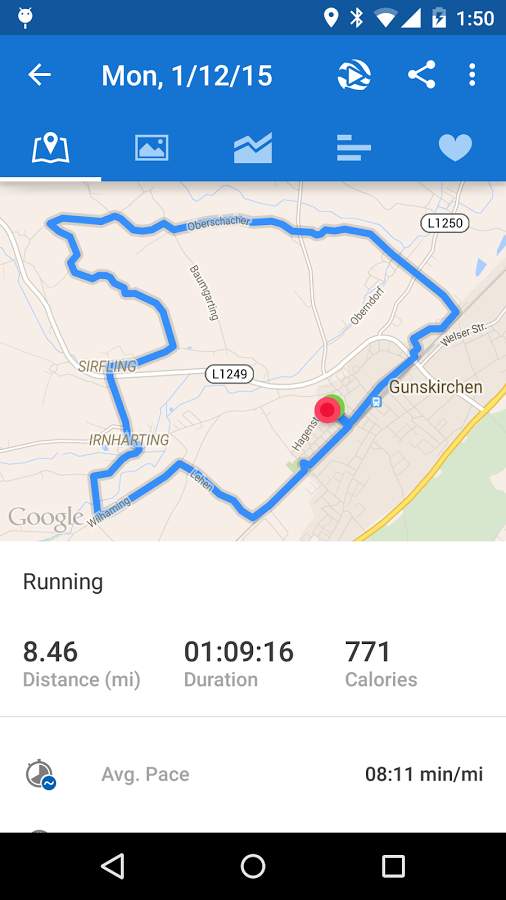 1:50
Mon, 1/12/15
Oberschacher
L1250
Baumgarting
Oberndorf
Welser Str.
SIRFLING
L1249
Gunskirchen
Hagenst
IRNHARTING
Lehen
Google
Wilhaming
Running
8.46 01:09:16 771
Distance (mi) Duration Calories
Avg. Pace 08:11 min/mi